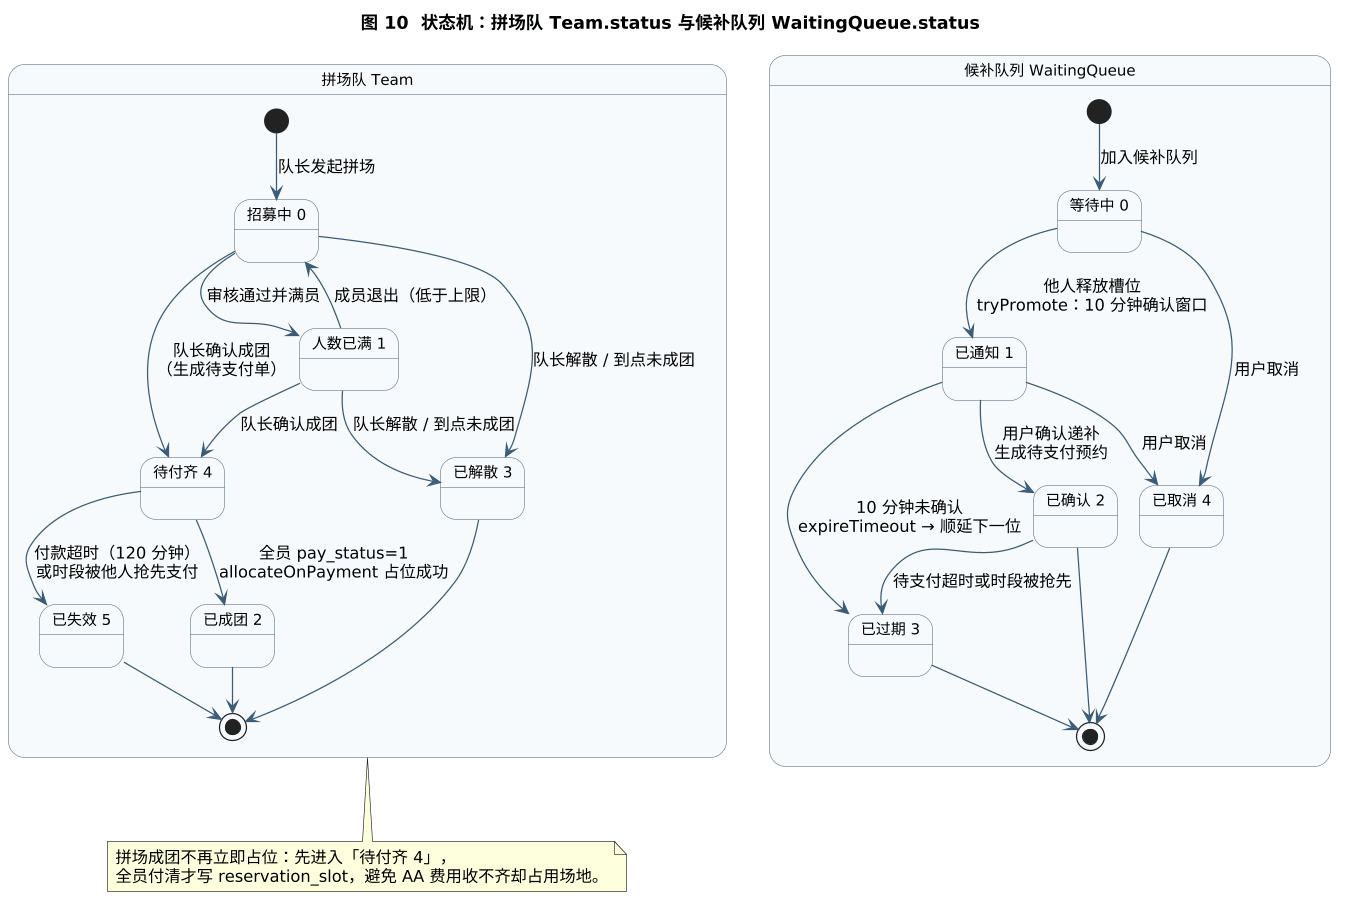 图 10  状态机：拼场队 Team.status 与候补队列 WaitingQueue.status
拼场队 Team
队长发起拼场
招募中 0
审核通过并满员
成员退出（低于上限）
队长确认成团
（生成待支付单）
人数已满 1
队长解散 / 到点未成团
队长确认成团
队长解散 / 到点未成团
待付齐 4
已解散 3
付款超时（120 分钟）
或时段被他人抢先支付
全员 pay_status=1
allocateOnPayment 占位成功
已失效 5
已成团 2
拼场成团不再立即占位：先进入「待付齐 4」，
全员付清才写 reservation_slot，避免 AA 费用收不齐却占用场地。
候补队列 WaitingQueue
加入候补队列
等待中 0
他人释放槽位
tryPromote：10 分钟确认窗口
已通知 1
用户取消
用户确认递补
生成待支付预约
用户取消
10 分钟未确认
expireTimeout → 顺延下一位
已确认 2
已取消 4
待支付超时或时段被抢先
已过期 3